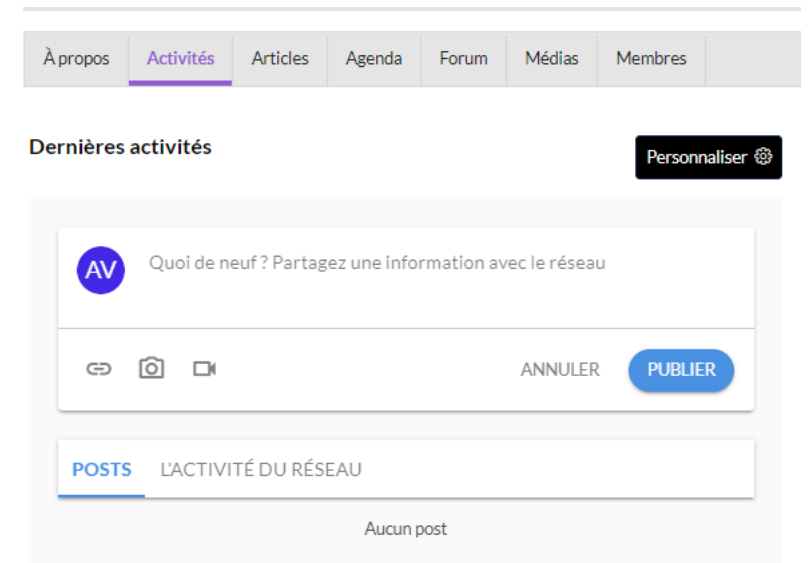 À propos Activités Articles Agenda Forum Médias Membres
Dernières activités
Personnaliser
AV Quoi de neuf ? Partagez une information avec le réseau
ANNULER PUBLIER
POSTS L'ACTIVITÉ DU RÉSEAU
Aucun post